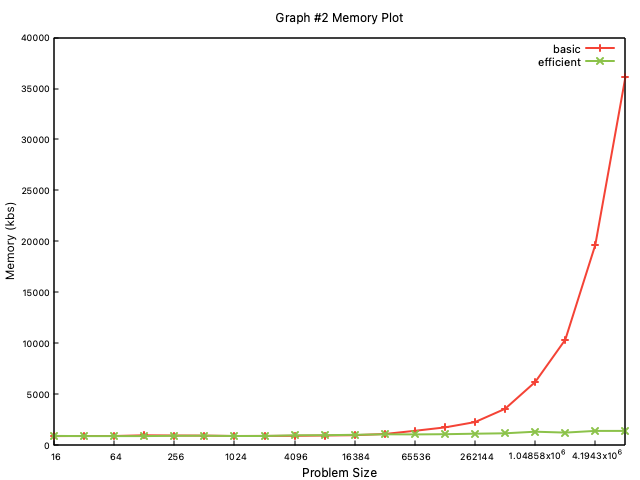 Graph #2 Memory Plot
basic
efficient
Memory (kbs)
40000
35000
30000
25000
20000
15000
10000
5000
0
16 64 256 1024 4096 16384 65536 262144 1.04858x10⁶ 4.1943x10⁶
Problem Size